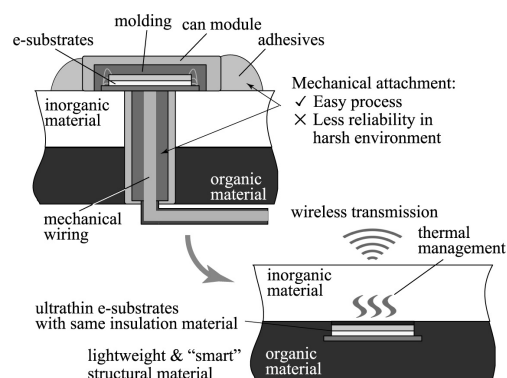 molding
can module
e-substrates
adhesives
Mechanical attachment:
✓ Easy process
✕ Less reliability in
harsh environment
inorganic
material
organic
material
mechanical
wiring
wireless transmission
thermal
management
inorganic
material
ultrathin e-substrates
with same insulation material
lightweight & “smart”
structural material
organic
material